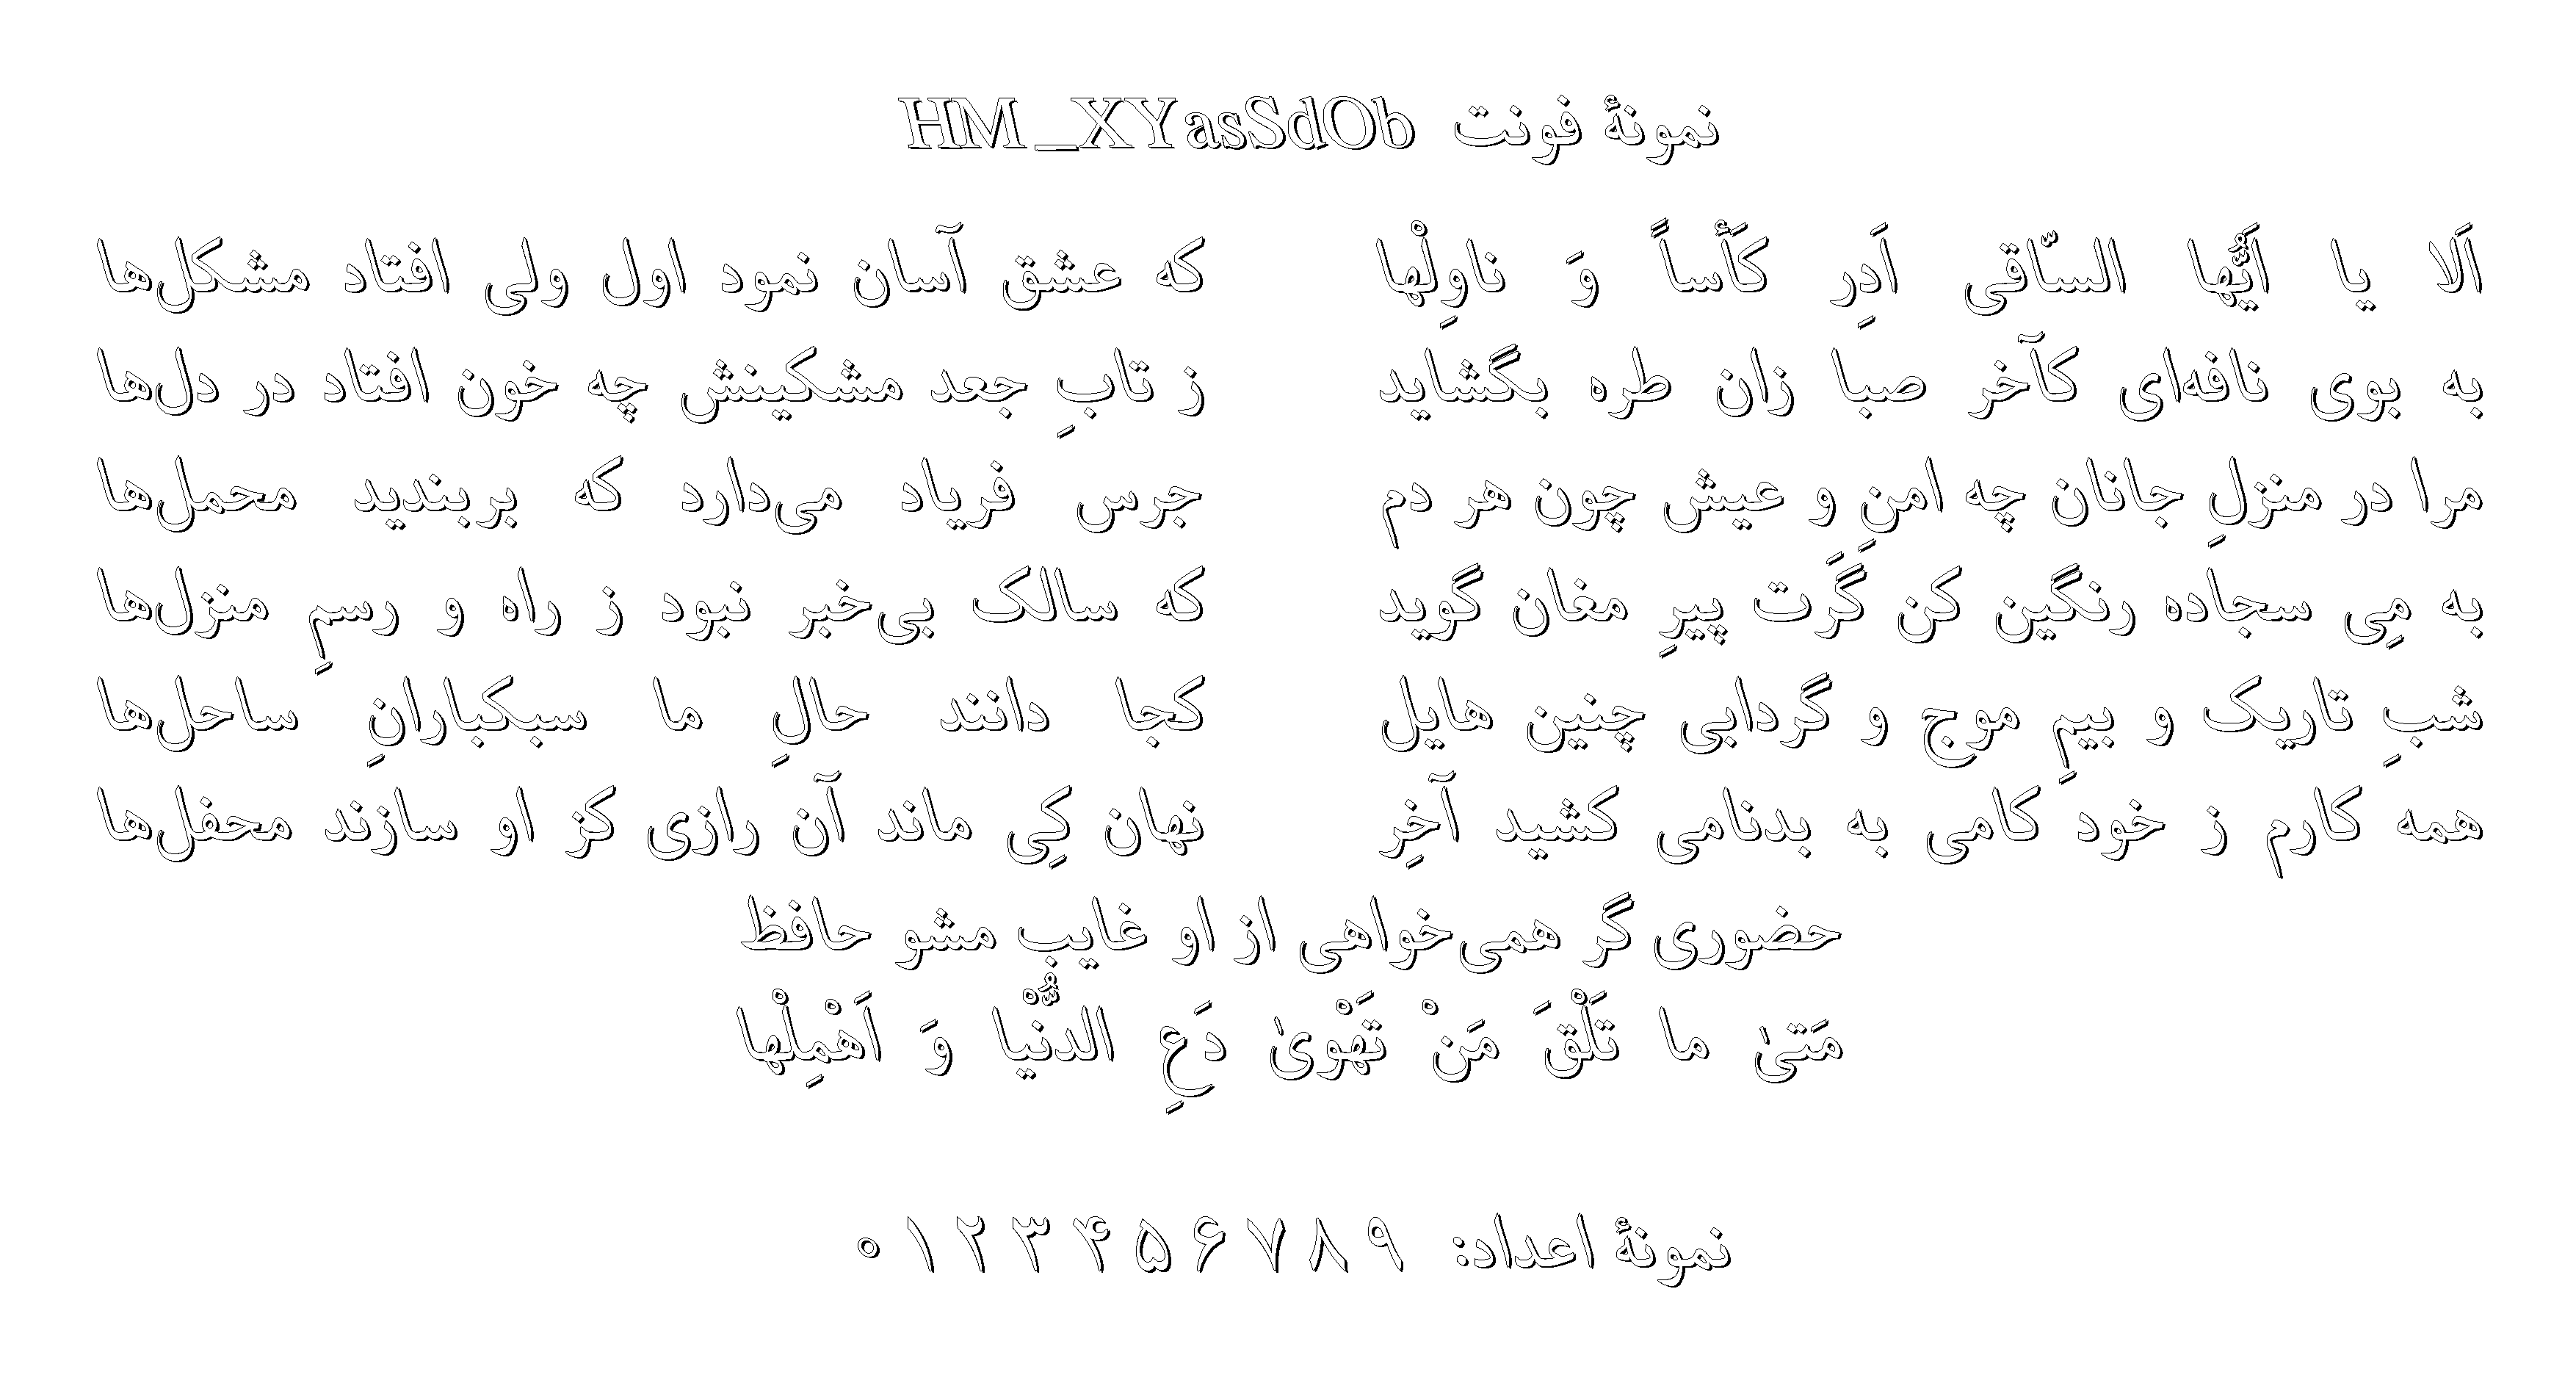 نمونهٔ فونت HM_XYasSdOb
اَلا یا اَیُّها السّاقی اَدِر کَأساً وَ ناوِلْها که عشق آسان نمود اول ولی افتاد مشکل‌ها
به بوی نافه‌ای کآخر صبا زان طره بگشاید ز تابِ جعد مشکینش چه خون افتاد در دل‌ها
مرا در منزلِ جانان چه امنِ و عیش چون هر دم جرس فریاد می‌دارد که بربندید محمل‌ها
به مِی سجاده رنگین کن گَرَت پیرِ مغان گوید که سالک بی‌خبر نبود ز راه و رسمِ منزل‌ها
شبِ تاریک و بیمِ موج و گردابی چنین هایل کجا دانند حالِ ما سبکبارانِ ساحل‌ها
همه کارم ز خود کامی به بدنامی کشید آخِر نهان کِی ماند آن رازی کز او سازند محفل‌ها
حضوری گر همی‌خواهی از او غایب مشو حافظ
مَتیٰ ما تَلْقَ مَنْ تَهْویٰ دَعِ الدُّنْیا وَ اَهْمِلْها
نمونهٔ اعداد: ۹ ۸ ۷ ۶ ۵ ۴ ۳ ۲ ۱ ۰